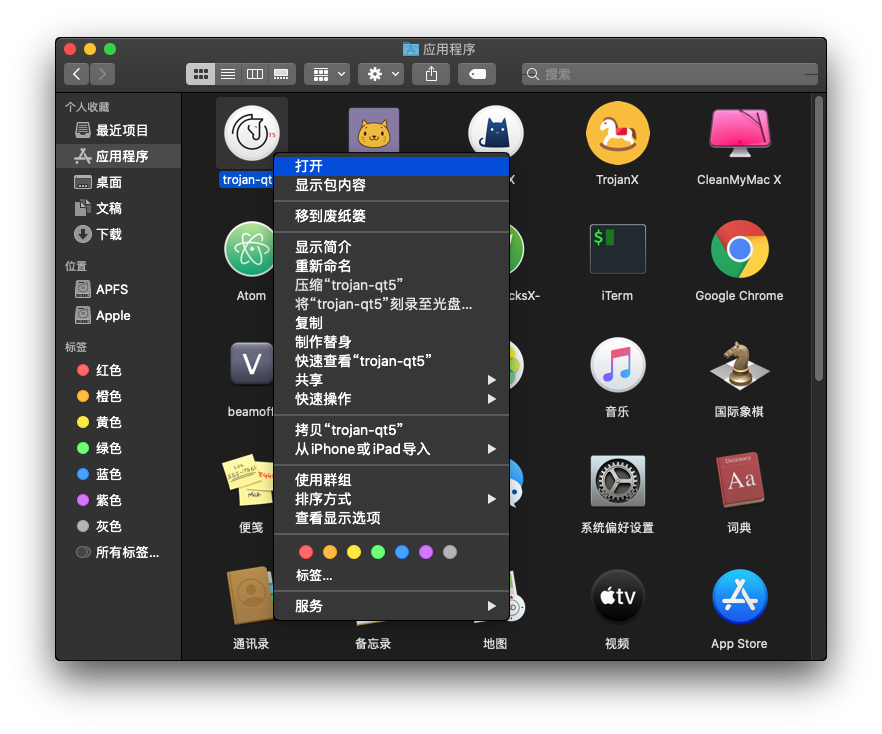 应用程序
搜索
个人收藏
最近项目
应用程序
桌面
文稿
下载
位置
APFS
Apple
标签
红色
橙色
黄色
绿色
蓝色
紫色
灰色
所有标签...
T5
trojan-qt
X
TrojanX
CleanMyMac X
Atom
cksX-
$
iTerm
Google Chrome
V
beamoff
音乐
国际象棋
便笺
系统偏好设置
Dictionary
Aa
词典
通讯录
备忘录
地图
tv
视频
App Store
打开
显示包内容
移到废纸篓
显示简介
重新命名
压缩“trojan-qt5”
将“trojan-qt5”刻录至光盘...
复制
制作替身
快速查看“trojan-qt5”
共享
快速操作
拷贝“trojan-qt5”
从iPhone或iPad导入
使用群组
排序方式
查看显示选项
标签...
服务